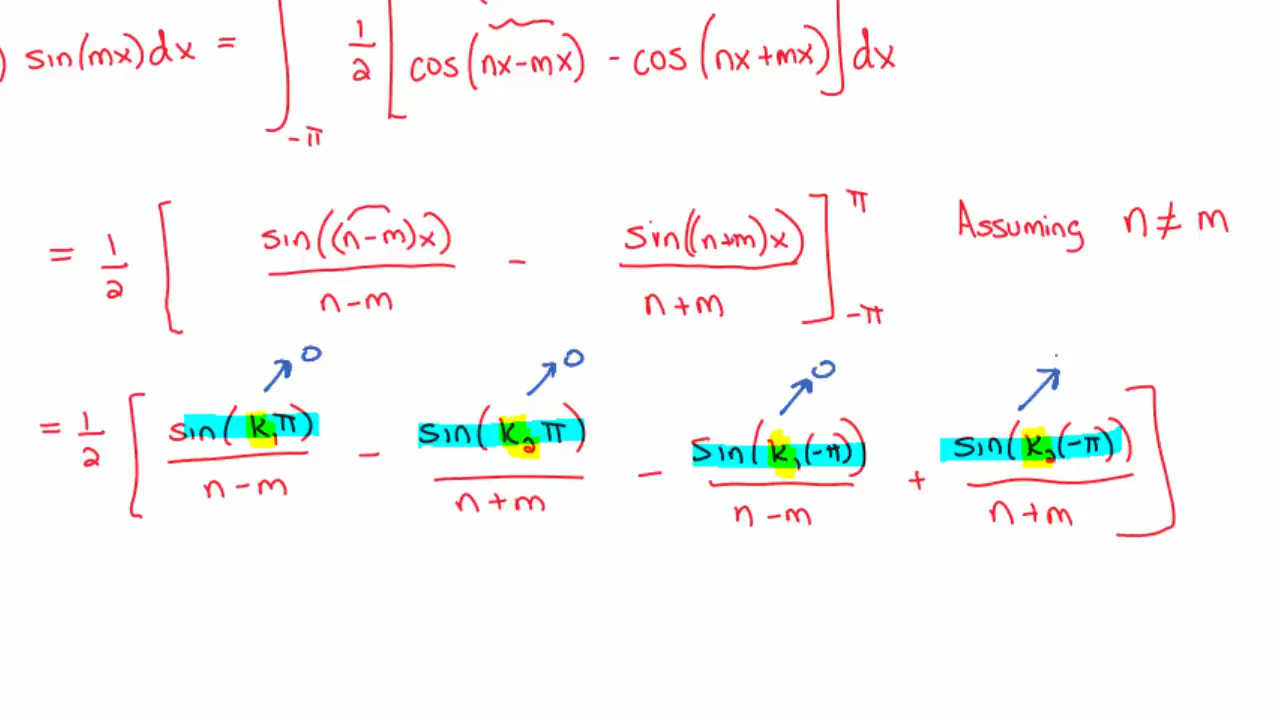 ) sin(mx)dx = ∫_{-π} 1/2 [cos(nx-mx) - cos(nx+mx)] dx
= 1/2 [ sin((n-m)x) / n-m - sin((n+m)x) / n+m ]_{-π}^{π} Assuming n ≠ m
↗0 ↗0 ↗0 ↗
= 1/2 [ sin(k₁π) / n-m - sin(k₂π) / n+m - sin(k₁(-π)) / n-m + sin(k₂(-π)) / n+m ]